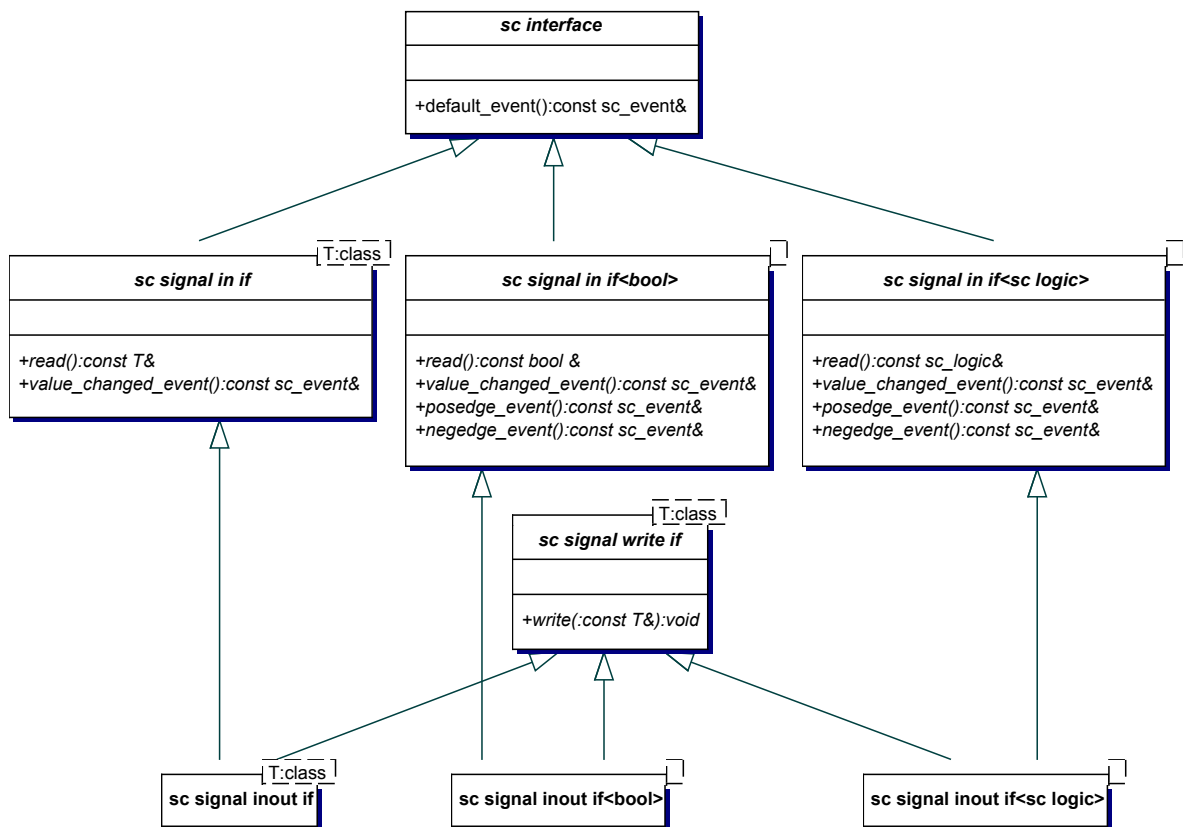 sc interface
+default_event():const sc_event&
T:class
sc signal in if
+read():const T&
+value_changed_event():const sc_event&
sc signal in if<bool>
+read():const bool &
+value_changed_event():const sc_event&
+posedge_event():const sc_event&
+negedge_event():const sc_event&
sc signal in if<sc logic>
+read():const sc_logic&
+value_changed_event():const sc_event&
+posedge_event():const sc_event&
+negedge_event():const sc_event&
T:class
sc signal write if
+write(:const T&):void
T:class
sc signal inout if
sc signal inout if<bool>
sc signal inout if<sc logic>